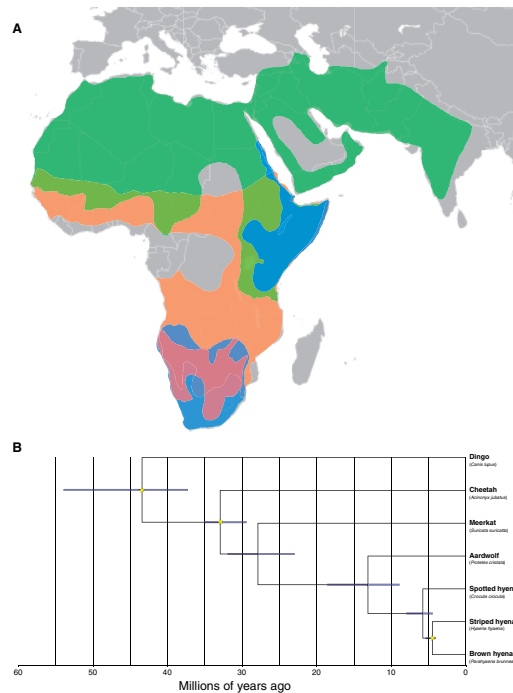 A
B
Dingo
(Canis lupus)
Cheetah
(Acinonyx jubatus)
Meerkat
(Suricata suricatta)
Aardwolf
(Proteles cristata)
Spotted hyen
(Crocuta crocuta)
Striped hyena
(Hyaena hyaena)
Brown hyena
(Parahyaena brunnea
60
50
40
30
20
10
0
Millions of years ago